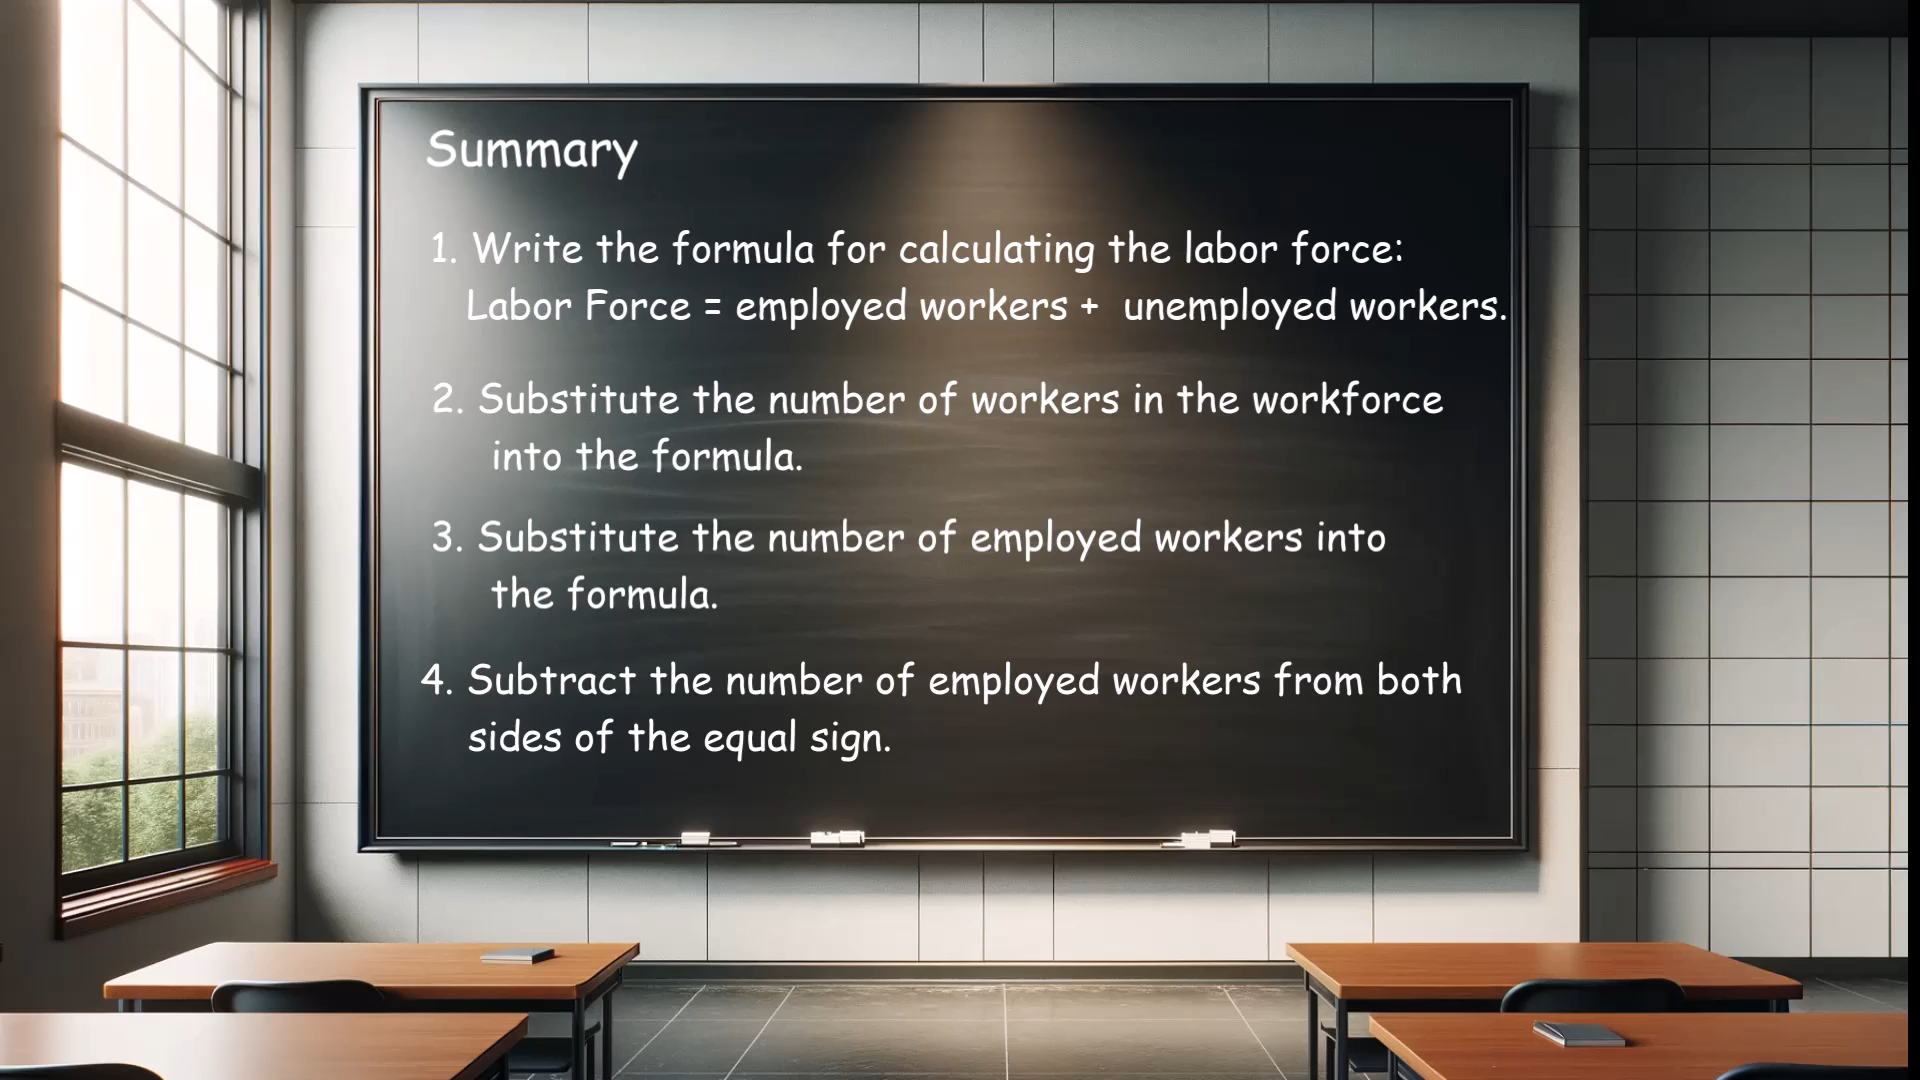 Summary
1. Write the formula for calculating the labor force:
Labor Force = employed workers + unemployed workers.
2. Substitute the number of workers in the workforce
into the formula.
3. Substitute the number of employed workers into
the formula.
4. Subtract the number of employed workers from both
sides of the equal sign.